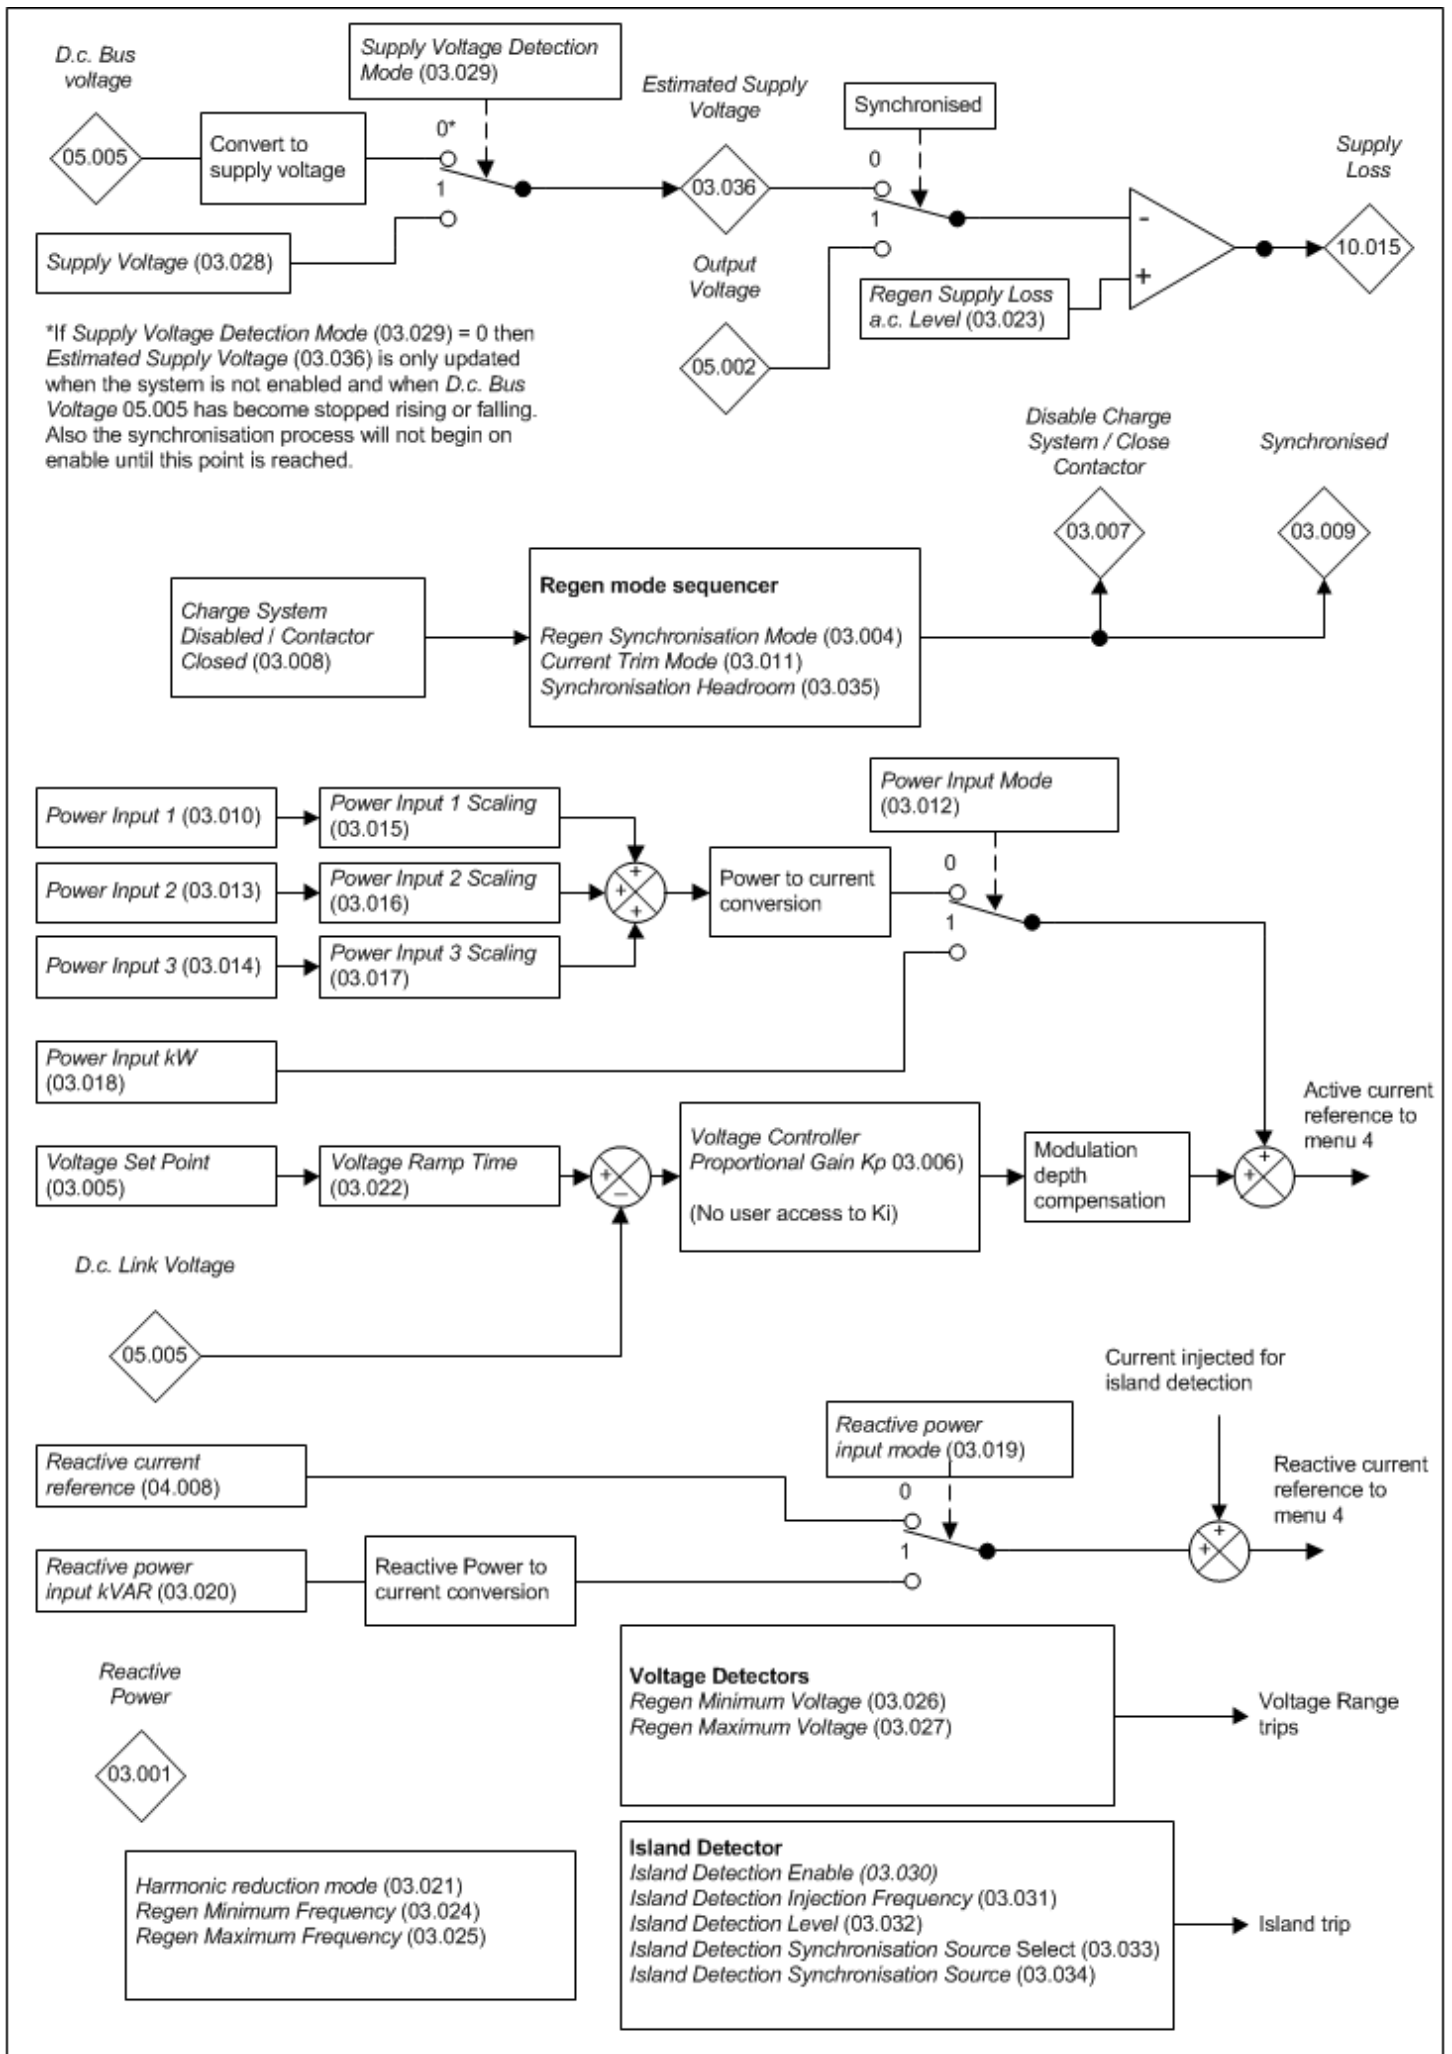 D.c. Bus
voltage
05.005
Convert to
supply voltage
Supply Voltage Detection
Mode (03.029)
0*
1
Supply Voltage (03.028)
Estimated Supply
Voltage
03.036
Synchronised
0
1
Output
Voltage
05.002
Regen Supply Loss
a.c. Level (03.023)
-
+
Supply
Loss
10.015
*If Supply Voltage Detection Mode (03.029) = 0 then
Estimated Supply Voltage (03.036) is only updated
when the system is not enabled and when D.c. Bus
Voltage 05.005 has become stopped rising or falling.
Also the synchronisation process will not begin on
enable until this point is reached.
Disable Charge
System / Close
Contactor
03.007
Synchronised
03.009
Charge System
Disabled / Contactor
Closed (03.008)
Regen mode sequencer
Regen Synchronisation Mode (03.004)
Current Trim Mode (03.011)
Synchronisation Headroom (03.035)
Power Input 1 (03.010)
Power Input 1 Scaling
(03.015)
Power Input 2 (03.013)
Power Input 2 Scaling
(03.016)
Power Input 3 (03.014)
Power Input 3 Scaling
(03.017)
+
+
+
Power to current
conversion
Power Input Mode
(03.012)
0
1
Power Input kW
(03.018)
Voltage Set Point
(03.005)
Voltage Ramp Time
(03.022)
+
−
Voltage Controller
Proportional Gain Kp 03.006)
(No user access to Ki)
Modulation
depth
compensation
+
+
Active current
reference to
menu 4
D.c. Link Voltage
05.005
Reactive current
reference (04.008)
Reactive power
input kVAR (03.020)
Reactive Power to
current conversion
Reactive power
input mode (03.019)
0
1
Current injected for
island detection
+
+
Reactive current
reference to
menu 4
Reactive
Power
03.001
Voltage Detectors
Regen Minimum Voltage (03.026)
Regen Maximum Voltage (03.027)
Voltage Range
trips
Harmonic reduction mode (03.021)
Regen Minimum Frequency (03.024)
Regen Maximum Frequency (03.025)
Island Detector
Island Detection Enable (03.030)
Island Detection Injection Frequency (03.031)
Island Detection Level (03.032)
Island Detection Synchronisation Source Select (03.033)
Island Detection Synchronisation Source (03.034)
Island trip